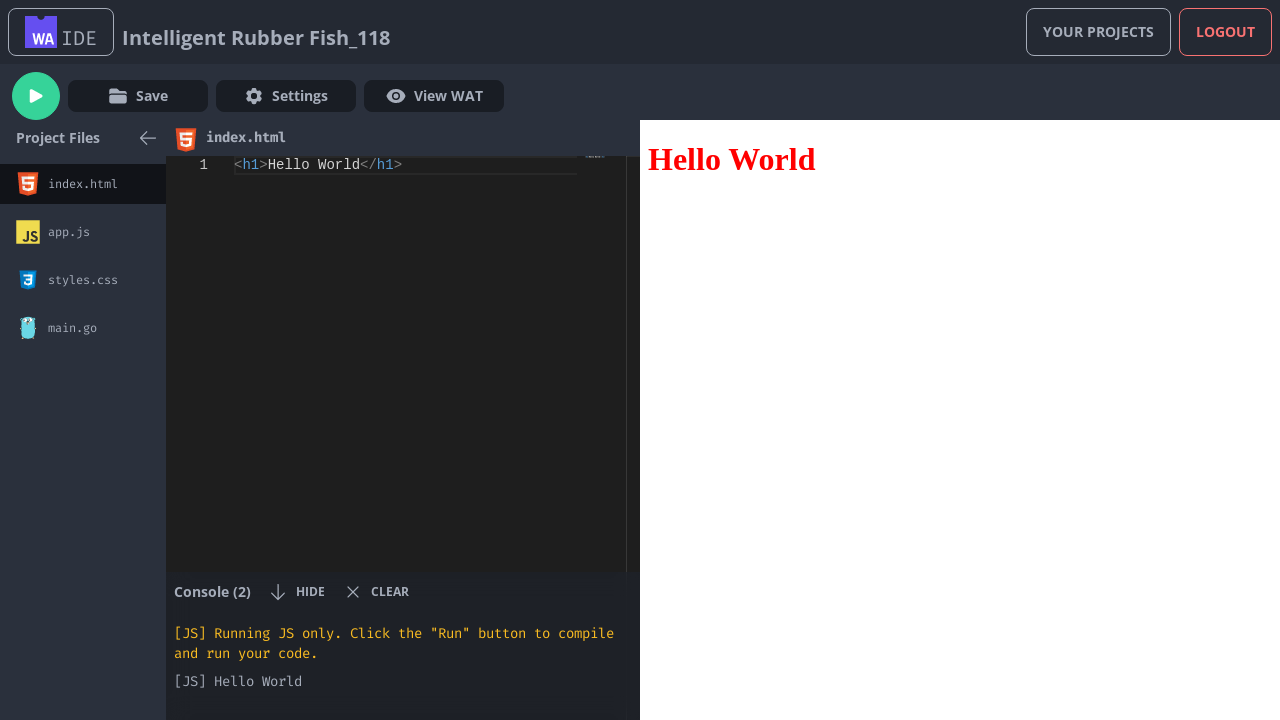 WA IDE
Intelligent Rubber Fish_118
YOUR PROJECTS
LOGOUT
Save
Settings
View WAT
Project Files
index.html
app.js
styles.css
main.go
index.html
1 <h1>Hello World</h1>
Console (2)
HIDE
CLEAR
[JS] Running JS only. Click the "Run" button to compile
and run your code.
[JS] Hello World
Hello World